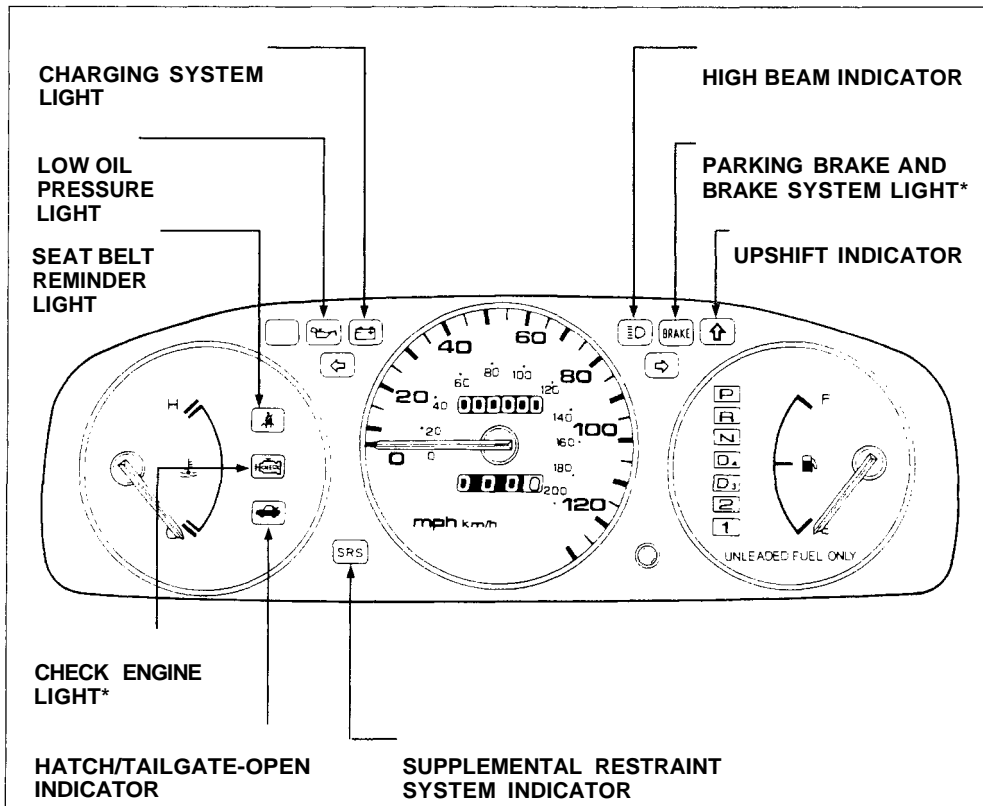 CHARGING SYSTEM
LIGHT
HIGH BEAM INDICATOR
LOW OIL
PRESSURE
LIGHT
PARKING BRAKE AND
BRAKE SYSTEM LIGHT*
SEAT BELT
REMINDER
LIGHT
UPSHIFT INDICATOR
BRAKE
40 60
60 80 100 120
20 80
40 000000 140
20 100
160
0 0
180
0000 200
120
mph km/h
H
CHECK
SRS
P
R
N
D4
D3
2
1
F
UNLEADED FUEL ONLY
CHECK ENGINE
LIGHT*
HATCH/TAILGATE-OPEN
INDICATOR
SUPPLEMENTAL RESTRAINT
SYSTEM INDICATOR